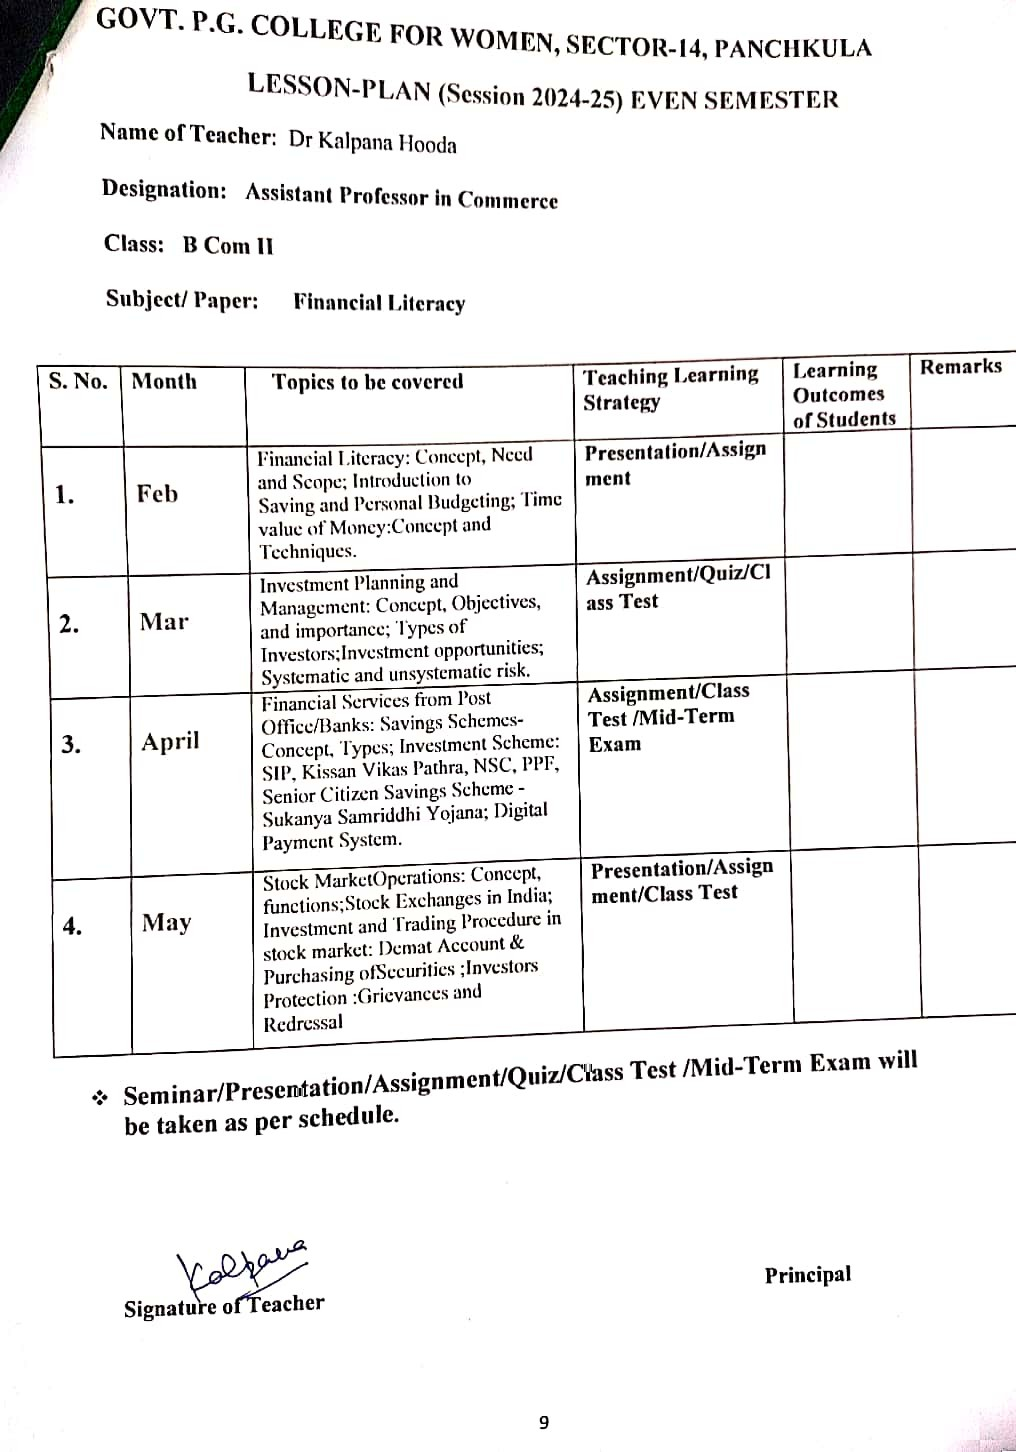 GOVT. P.G. COLLEGE FOR WOMEN, SECTOR-14, PANCHKULA
LESSON-PLAN (Session 2024-25) EVEN SEMESTER
Name of Teacher: Dr Kalpana Hooda
Designation: Assistant Professor in Commerce
Class: B Com II
Subject/ Paper: Financial Literacy
S. No.
Month
Topics to be covered
Teaching Learning
Strategy
Learning
Outcomes
of Students
Remarks
1.
Feb
Financial Literacy: Concept, Need
and Scope; Introduction to
Saving and Personal Budgeting; Time
value of Money:Concept and
Techniques.
Presentation/Assign
ment
2.
Mar
Investment Planning and
Management: Concept, Objectives,
and importance; Types of
Investors;Investment opportunities;
Systematic and unsystematic risk.
Assignment/Quiz/Cl
ass Test
3.
April
Financial Services from Post
Office/Banks: Savings Schemes-
Concept, Types; Investment Scheme:
SIP, Kissan Vikas Pathra, NSC, PPF,
Senior Citizen Savings Scheme -
Sukanya Samriddhi Yojana; Digital
Payment System.
Assignment/Class
Test /Mid-Term
Exam
4.
May
Stock MarketOperations: Concept,
functions;Stock Exchanges in India;
Investment and Trading Procedure in
stock market: Demat Account &
Purchasing ofSecurities ;Investors
Protection :Grievances and
Redressal
Presentation/Assign
ment/Class Test
❖ Seminar/Presentation/Assignment/Quiz/Class Test /Mid-Term Exam will
be taken as per schedule.
Kalpana
Signature of Teacher
Principal
9